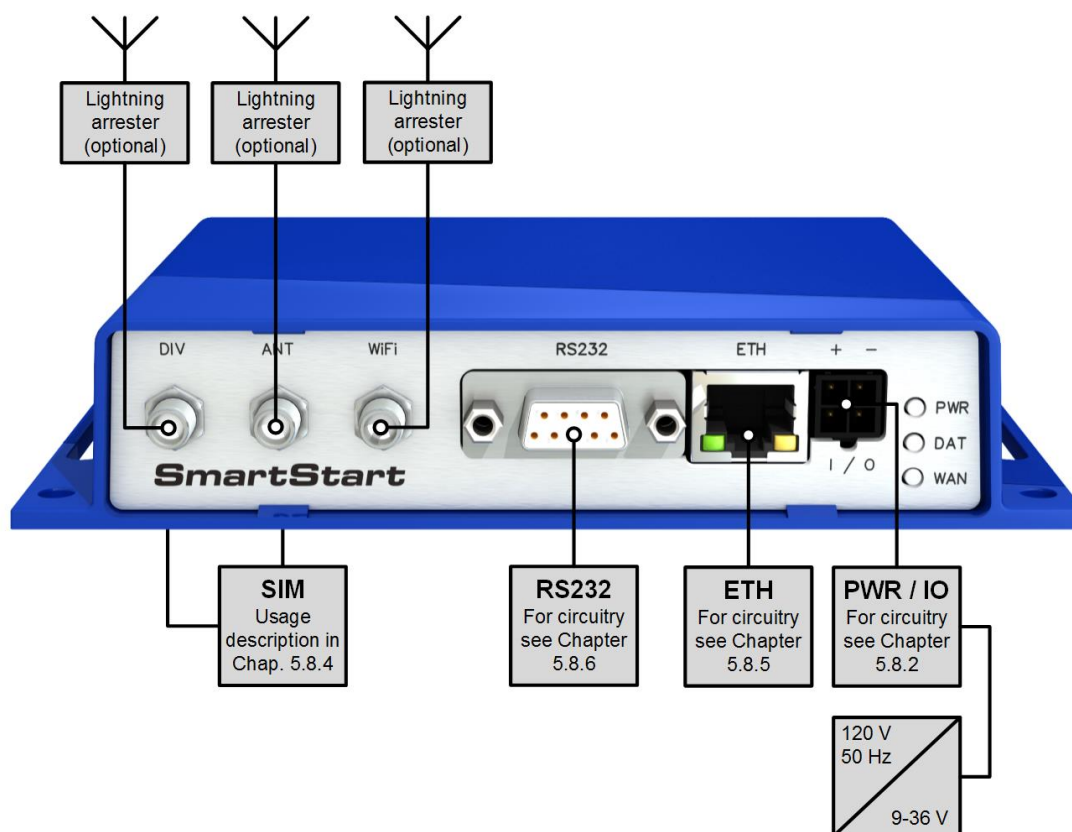 Lightning
arrester
(optional)
Lightning
arrester
(optional)
Lightning
arrester
(optional)
DIV
ANT
WiFi
RS232
ETH
+ -
PWR
DAT
WAN
I / O
SmartStart
SIM
Usage
description in
Chap. 5.8.4
RS232
For circuitry
see Chapter
5.8.6
ETH
For circuitry
see Chapter
5.8.5
PWR / IO
For circuitry
see Chapter
5.8.2
120 V
50 Hz
9-36 V